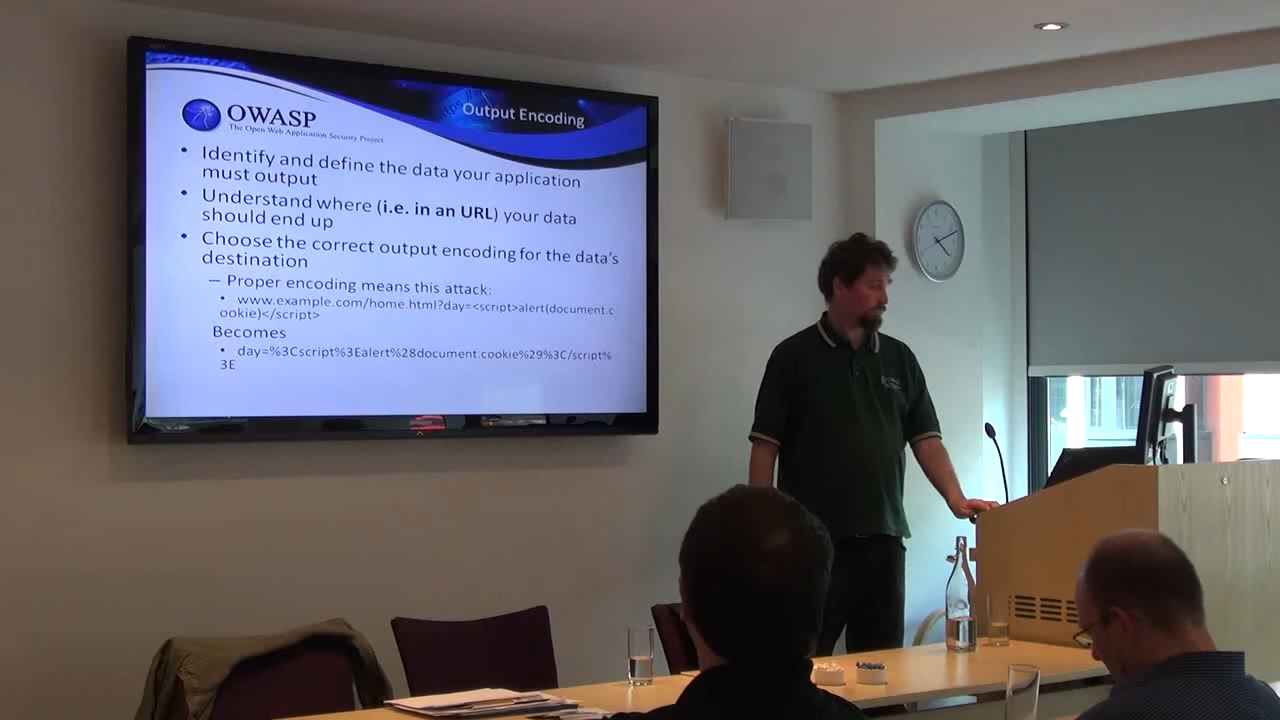 Output Encoding
OWASP
The Open Web Application Security Project
• Identify and define the data your application
must output
• Understand where (i.e. in an URL) your data
should end up
• Choose the correct output encoding for the data's
destination
– Proper encoding means this attack:
• www.example.com/home.html?day=<script>alert(document.c
ookie)</script>
Becomes
• day=%3Cscript%3Ealert%28document.cookie%29%3C/script%
3E